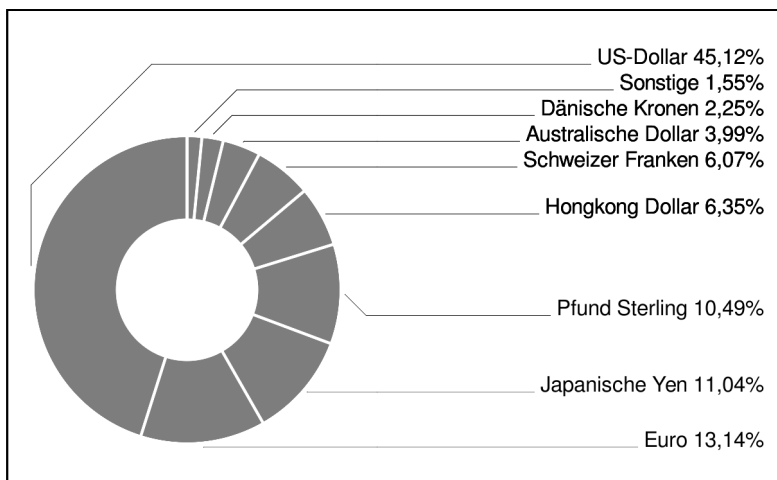 US-Dollar 45,12%
Sonstige 1,55%
Dänische Kronen 2,25%
Australische Dollar 3,99%
Schweizer Franken 6,07%
Hongkong Dollar 6,35%
Pfund Sterling 10,49%
Japanische Yen 11,04%
Euro 13,14%